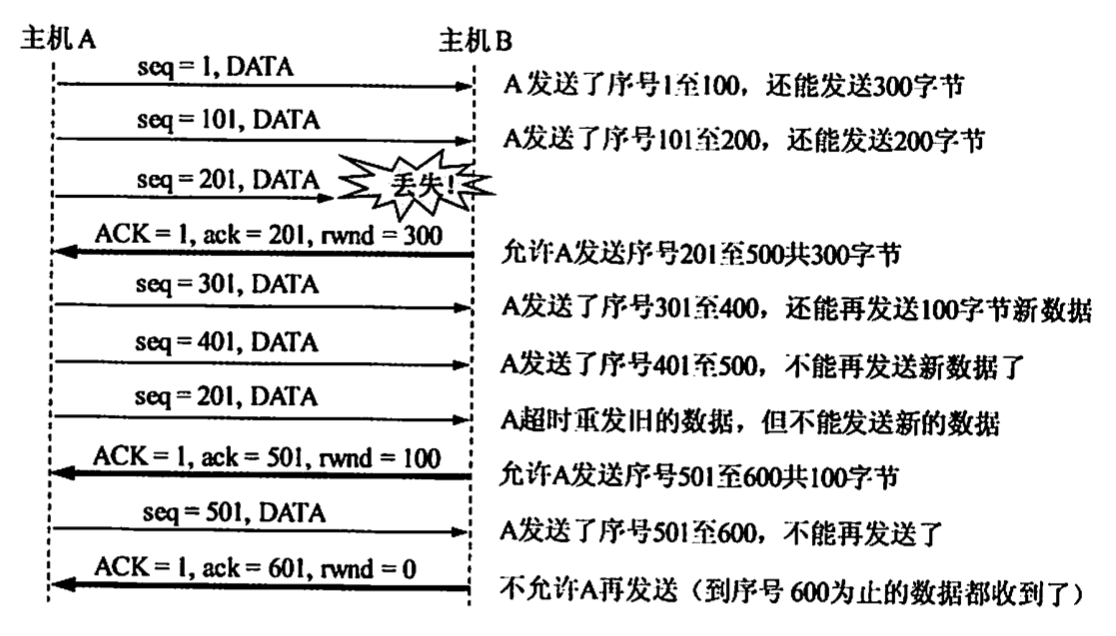 主机A 主机B
seq = 1, DATA
A发送了序号1至100，还能发送300字节
seq = 101, DATA
A发送了序号101至200，还能发送200字节
seq = 201, DATA
丢失!
ACK = 1, ack = 201, rwnd = 300
允许A发送序号201至500共300字节
seq = 301, DATA
A发送了序号301至400，还能再发送100字节新数据
seq = 401, DATA
A发送了序号401至500，不能再发送新数据了
seq = 201, DATA
A超时重发旧的数据，但不能发送新的数据
ACK = 1, ack = 501, rwnd = 100
允许A发送序号501至600共100字节
seq = 501, DATA
A发送了序号501至600，不能再发送了
ACK = 1, ack = 601, rwnd = 0
不允许A再发送（到序号 600为止的数据都收到了）